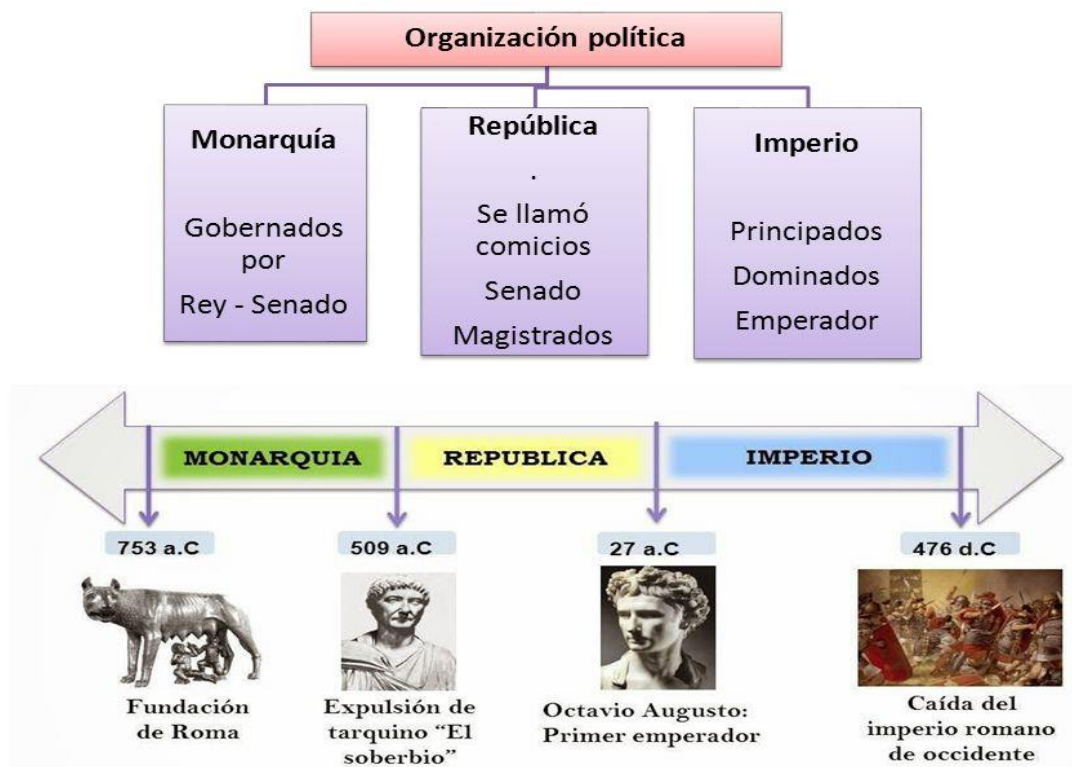 Organización política
Monarquía
Gobernados
por
Rey - Senado
República
.
Se llamó
comicios
Senado
Magistrados
Imperio
Principados
Dominados
Emperador
MONARQUIA
REPUBLICA
IMPERIO
753 a.C
509 a.C
27 a.C
476 d.C
Fundación
de Roma
Expulsión de
tarquino “El
soberbio”
Octavio Augusto:
Primer emperador
Caída del
imperio romano
de occidente